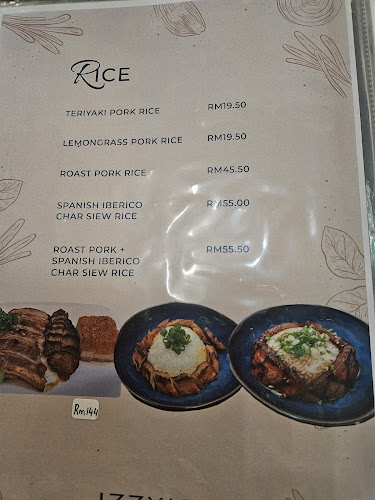 RICE
TERIYAKI PORK RICE RM19.50
LEMONGRASS PORK RICE RM19.50
ROAST PORK RICE RM45.50
SPANISH IBERICO RM55.00
CHAR SIEW RICE
ROAST PORK + RM55.50
SPANISH IBERICO
CHAR SIEW RICE
Rm144